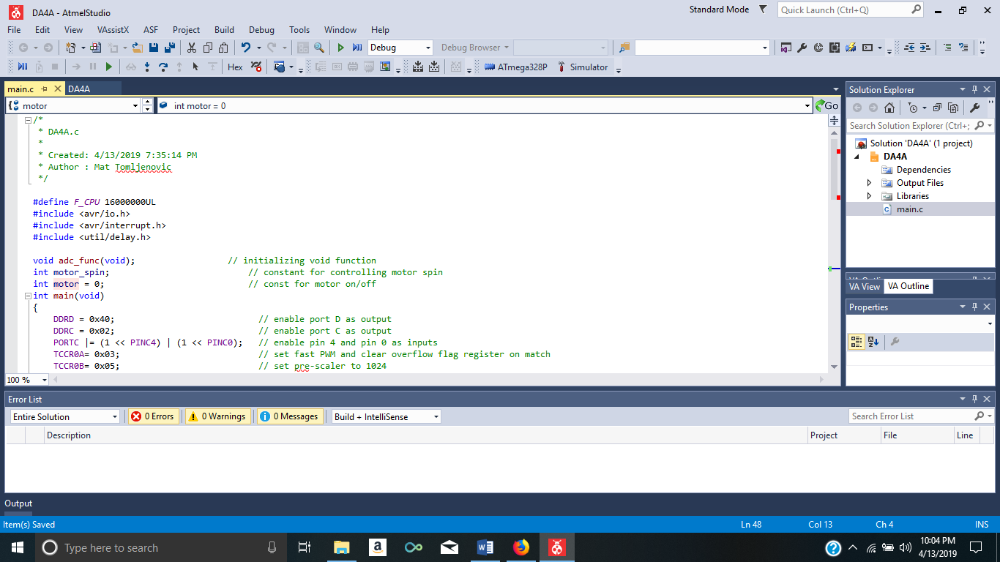 DA4A - AtmelStudio
Standard Mode
Quick Launch (Ctrl+Q)
File Edit View VAssistX ASF Project Build Debug Tools Window Help
Debug
Debug Browser
Hex
ATmega328P
Simulator
main.c
DA4A
motor
int motor = 0
Go
/*
* DA4A.c
*
* Created: 4/13/2019 7:35:14 PM
* Author : Mat Tomljenovic
*/
#define F_CPU 16000000UL
#include <avr/io.h>
#include <avr/interrupt.h>
#include <util/delay.h>
void adc_func(void); // initializing void function
int motor_spin; // constant for controlling motor spin
int motor = 0; // const for motor on/off
int main(void)
{
DDRD = 0x40; // enable port D as output
DDRC = 0x02; // enable port C as output
PORTC |= (1 << PINC4) | (1 << PINC0); // enable pin 4 and pin 0 as inputs
TCCR0A= 0x03; // set fast PWM and clear overflow flag register on match
TCCR0B= 0x05; // set pre-scaler to 1024
100 %
Solution Explorer
Search Solution Explorer (Ctrl+;
Solution 'DA4A' (1 project)
DA4A
Dependencies
Output Files
Libraries
main.c
VA View
VA Outline
Properties
Error List
Entire Solution
0 Errors
0 Warnings
0 Messages
Build + IntelliSense
Search Error List
Description Project File Line
Output
Item(s) Saved
Ln 48 Col 13 Ch 4 INS
Type here to search
10:04 PM
4/13/2019